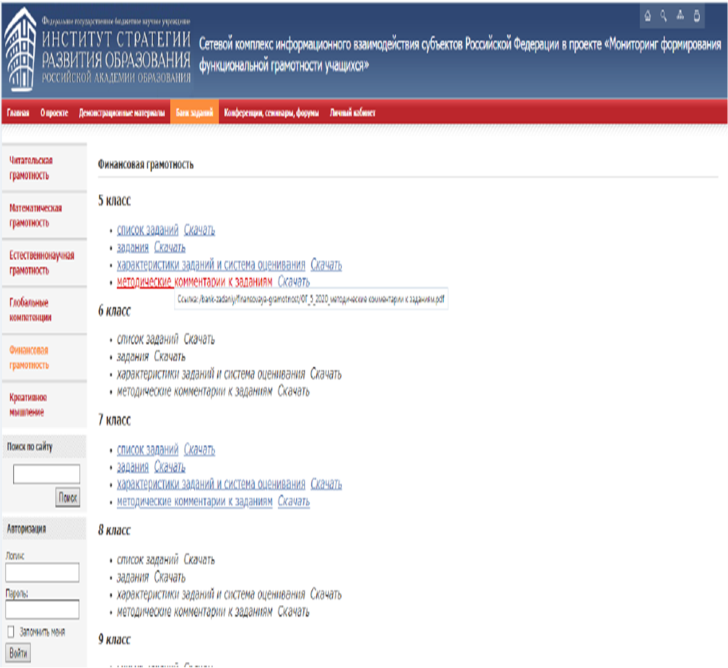 Федеральное государственное бюджетное научное учреждение
ИНСТИТУТ СТРАТЕГИИ
РАЗВИТИЯ ОБРАЗОВАНИЯ
РОССИЙСКОЙ АКАДЕМИИ ОБРАЗОВАНИЯ
Сетевой комплекс информационного взаимодействия субъектов Российской Федерации в проекте «Мониторинг формирования
функциональной грамотности учащихся»
Главная О проекте Демонстрационные материалы Банк заданий Конференции, семинары, форумы Личный кабинет
Читательская
грамотность
Математическая
грамотность
Естественнонаучная
грамотность
Глобальные
компетенции
Финансовая
грамотность
Креативное
мышление
Поиск по сайту
Поиск
Авторизация
Логин:
Пароль:
Запомнить меня
Войти
Финансовая грамотность
5 класс
• список заданий Скачать
• задания Скачать
• характеристики заданий и система оценивания Скачать
• методические комментарии к заданиям Скачать
Ссылка: /bank-zadanij/finansovaya-gramotnost/ФГ_5_2020_методические комментарии к заданиям.pdf
6 класс
• список заданий Скачать
• задания Скачать
• характеристики заданий и система оценивания Скачать
• методические комментарии к заданиям Скачать
7 класс
• список заданий Скачать
• задания Скачать
• характеристики заданий и система оценивания Скачать
• методические комментарии к заданиям Скачать
8 класс
• список заданий Скачать
• задания Скачать
• характеристики заданий и система оценивания Скачать
• методические комментарии к заданиям Скачать
9 класс